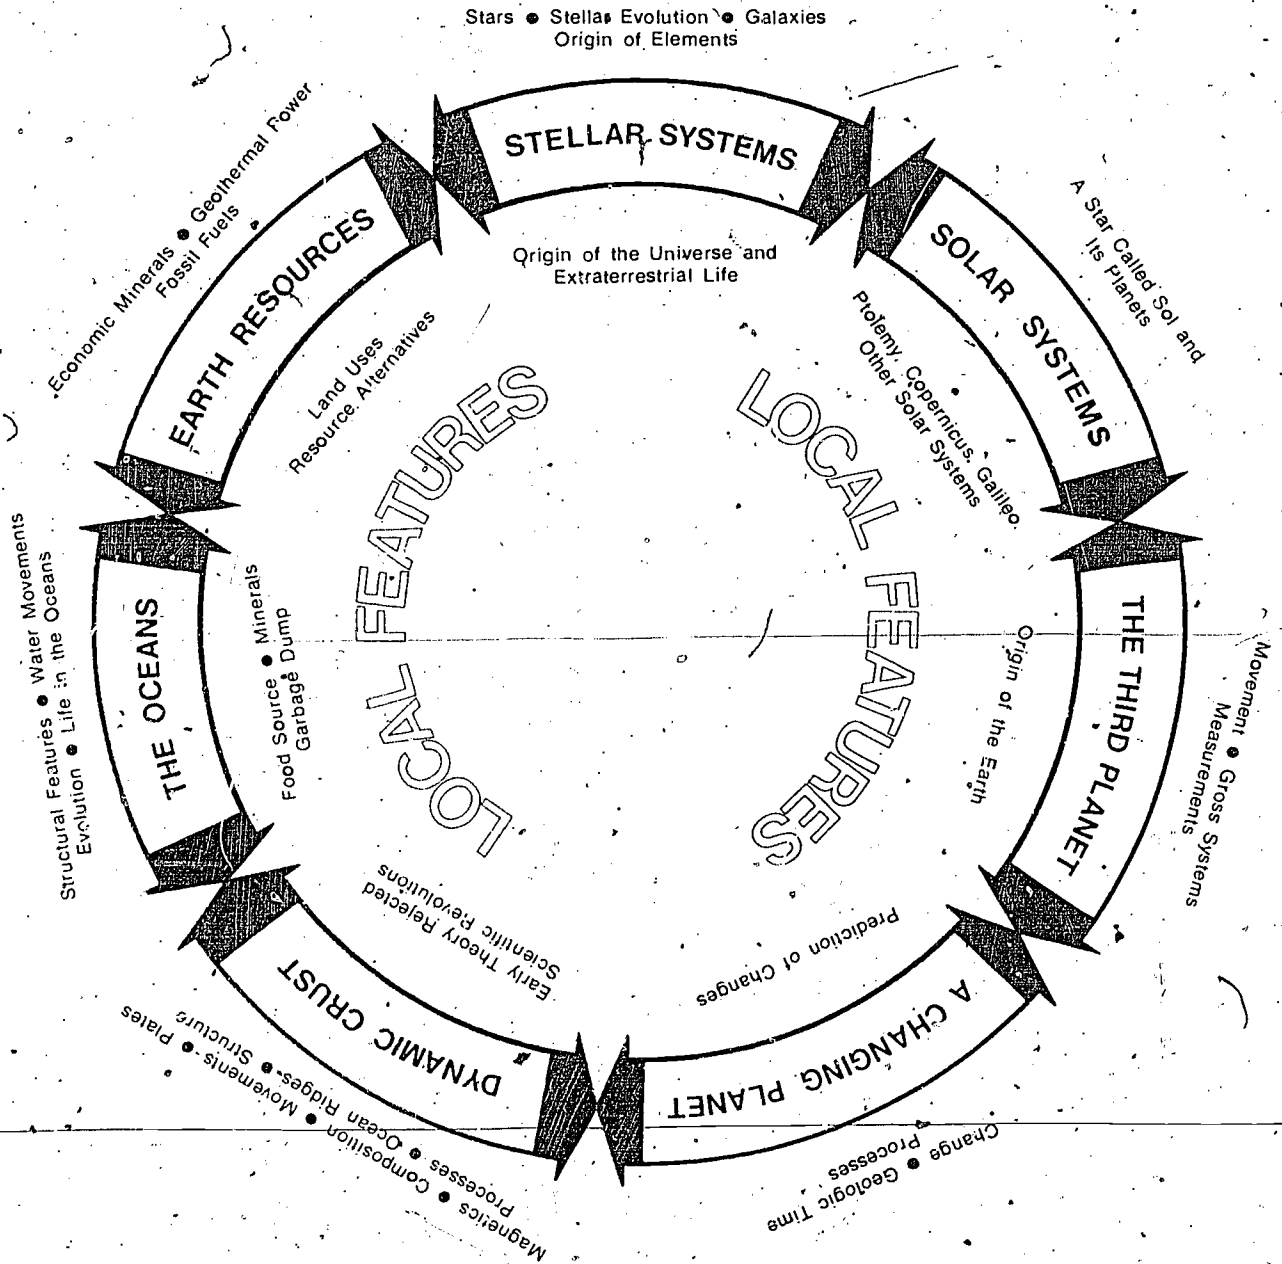 Stars ● Stellar Evolution ● Galaxies
Origin of Elements
STELLAR SYSTEMS
Origin of the Universe and
Extraterrestrial Life
A Star Called Sol and
Its Planets
SOLAR SYSTEMS
Ptolemy, Copernicus, Galileo
Other Solar Systems
Movement ● Gross Systems
Measurements
THE THIRD PLANET
Origin of the Earth
Change ● Geologic Time
Processes
A CHANGING PLANET
Prediction of Changes
Magnetics ● Composition ● Movements ● Plates
Processes ● Ocean Ridges ● Structure
DYNAMIC CRUST
Early Theory Rejected
Scientific Revolutions
Structural Features ● Water Movements
Evolution ● Life in the Oceans
THE OCEANS
Food Source ● Minerals
Garbage Dump
Economic Minerals ● Geothermal Power
Fossil Fuels
EARTH RESOURCES
Land Uses
Resource Alternatives
LOCAL FEATURES
LOCAL FEATURES